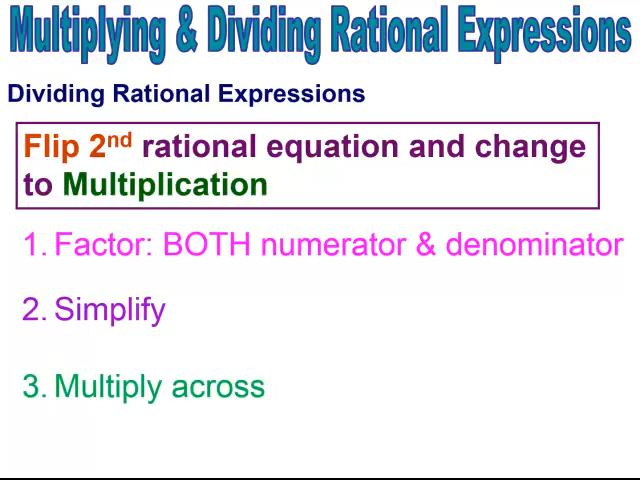 Multiplying & Dividing Rational Expressions
Dividing Rational Expressions
Flip 2nd rational equation and change
to Multiplication
1. Factor: BOTH numerator & denominator
2. Simplify
3. Multiply across